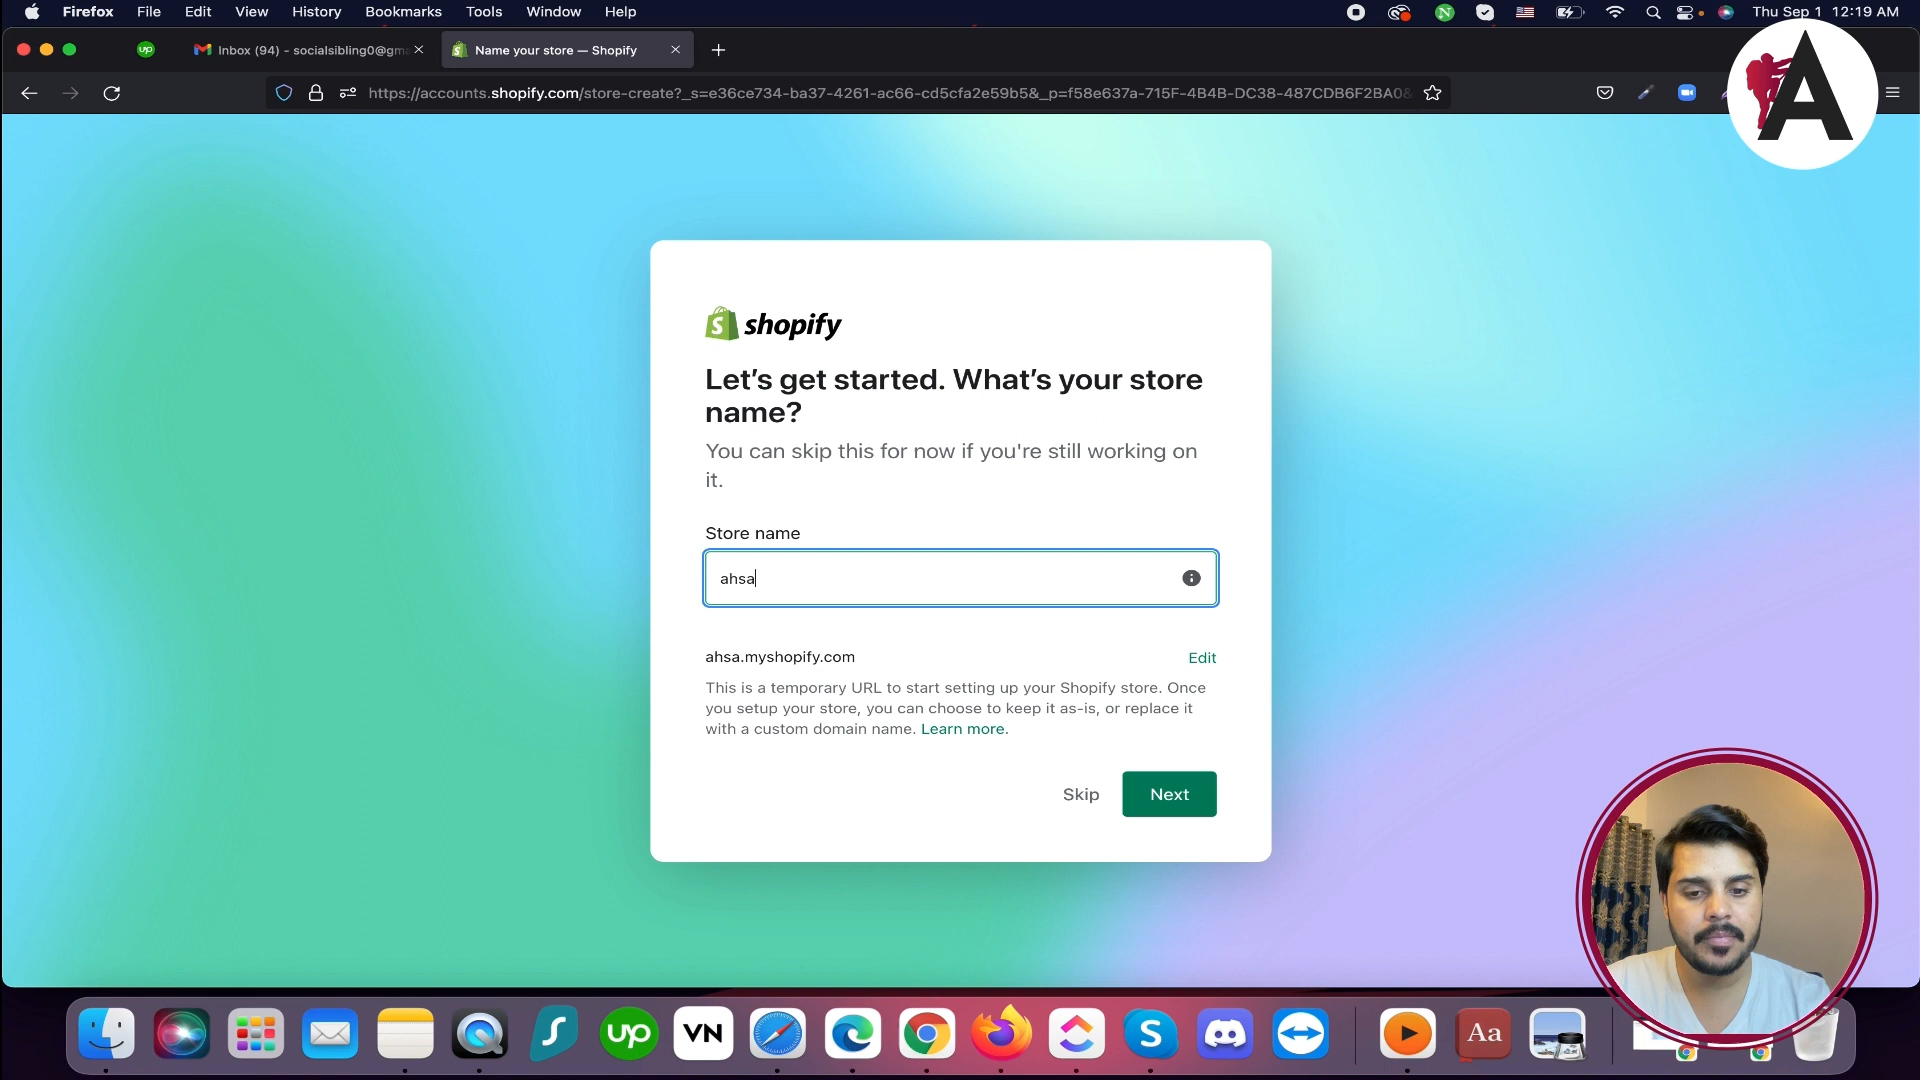 Firefox File Edit View History Bookmarks Tools Window Help Thu Sep 1 12:19 AM
up Inbox (94) - socialsibling0@gm Name your store — Shopify
https://accounts.shopify.com/store-create?_s=e36ce734-ba37-4261-ac66-cd5cfa2e59b5&_p=f58e637a-715F-4B4B-DC38-487CDB6F2BA0&
A
shopify
Let's get started. What's your store
name?
You can skip this for now if you're still working on
it.
Store name
ahsa
ahsa.myshopify.com Edit
This is a temporary URL to start setting up your Shopify store. Once
you setup your store, you can choose to keep it as-is, or replace it
with a custom domain name. Learn more.
Skip Next
up VN S Aa